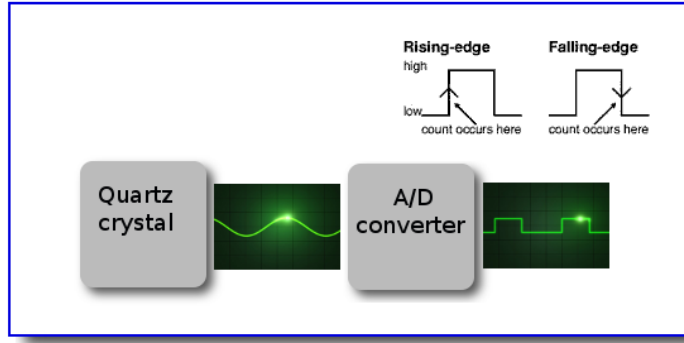 Rising-edge
Falling-edge
high
low
count occurs here
count occurs here
Quartz
crystal
A/D
converter